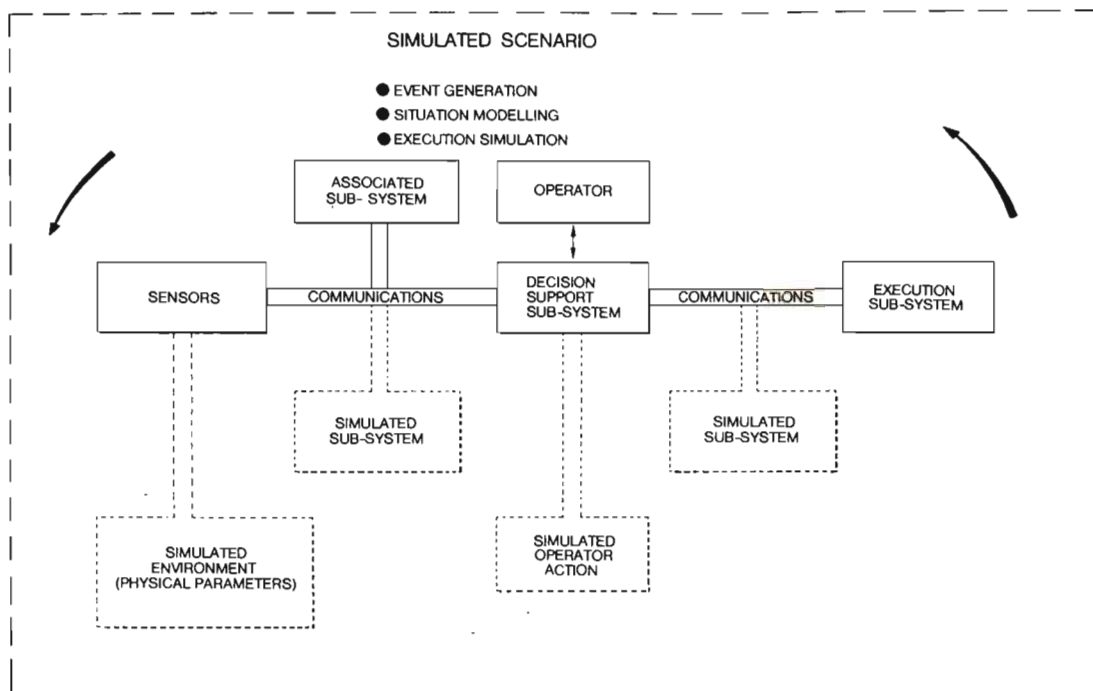 SIMULATED SCENARIO
● EVENT GENERATION
● SITUATION MODELLING
● EXECUTION SIMULATION
ASSOCIATED
SUB- SYSTEM
OPERATOR
SENSORS
COMMUNICATIONS
DECISION
SUPPORT
SUB-SYSTEM
COMMUNICATIONS
EXECUTION
SUB-SYSTEM
SIMULATED
SUB-SYSTEM
SIMULATED
SUB-SYSTEM
SIMULATED
ENVIRONMENT
(PHYSICAL PARAMETERS)
SIMULATED
OPERATOR
ACTION